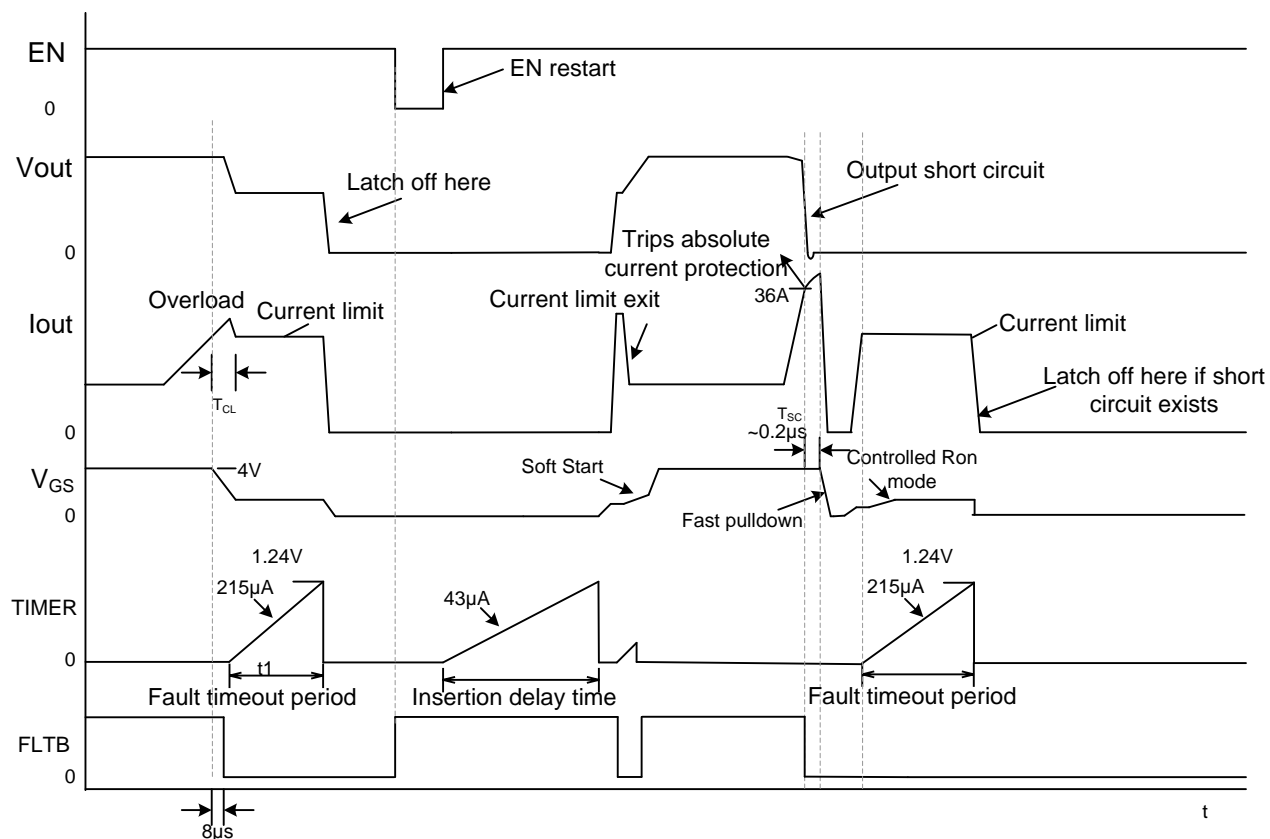 EN
0
EN restart
Vout
0
Latch off here
Output short circuit
Trips absolute
current protection
36A
Iout
0
Overload
Current limit
Current limit exit
Current limit
TCL
Latch off here if short
circuit exists
TSC
~0.2µs
VGS
0
4V
Soft Start
Fast pulldown
Controlled Ron
mode
TIMER
0
1.24V
215µA
t1
Fault timeout period
43µA
Insertion delay time
1.24V
215µA
Fault timeout period
FLTB
0
8µs
t